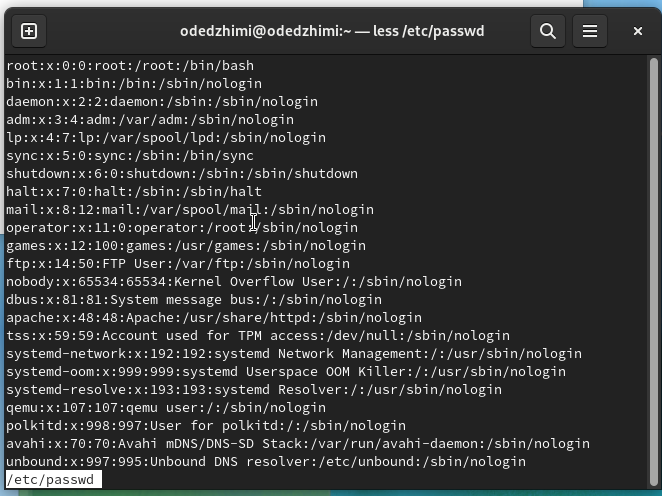 odedzhimi@odedzhimi:~ — less /etc/passwd
root:x:0:0:root:/root:/bin/bash
bin:x:1:1:bin:/bin:/sbin/nologin
daemon:x:2:2:daemon:/sbin:/sbin/nologin
adm:x:3:4:adm:/var/adm:/sbin/nologin
lp:x:4:7:lp:/var/spool/lpd:/sbin/nologin
sync:x:5:0:sync:/sbin:/bin/sync
shutdown:x:6:0:shutdown:/sbin:/sbin/shutdown
halt:x:7:0:halt:/sbin:/sbin/halt
mail:x:8:12:mail:/var/spool/mail:/sbin/nologin
operator:x:11:0:operator:/root:/sbin/nologin
games:x:12:100:games:/usr/games:/sbin/nologin
ftp:x:14:50:FTP User:/var/ftp:/sbin/nologin
nobody:x:65534:65534:Kernel Overflow User:/:/sbin/nologin
dbus:x:81:81:System message bus:/:/sbin/nologin
apache:x:48:48:Apache:/usr/share/httpd:/sbin/nologin
tss:x:59:59:Account used for TPM access:/dev/null:/sbin/nologin
systemd-network:x:192:192:systemd Network Management:/:/usr/sbin/nologin
systemd-oom:x:999:999:systemd Userspace OOM Killer:/:/usr/sbin/nologin
systemd-resolve:x:193:193:systemd Resolver:/:/usr/sbin/nologin
qemu:x:107:107:qemu user:/:/sbin/nologin
polkitd:x:998:997:User for polkitd:/:/sbin/nologin
avahi:x:70:70:Avahi mDNS/DNS-SD Stack:/var/run/avahi-daemon:/sbin/nologin
unbound:x:997:995:Unbound DNS resolver:/etc/unbound:/sbin/nologin
/etc/passwd